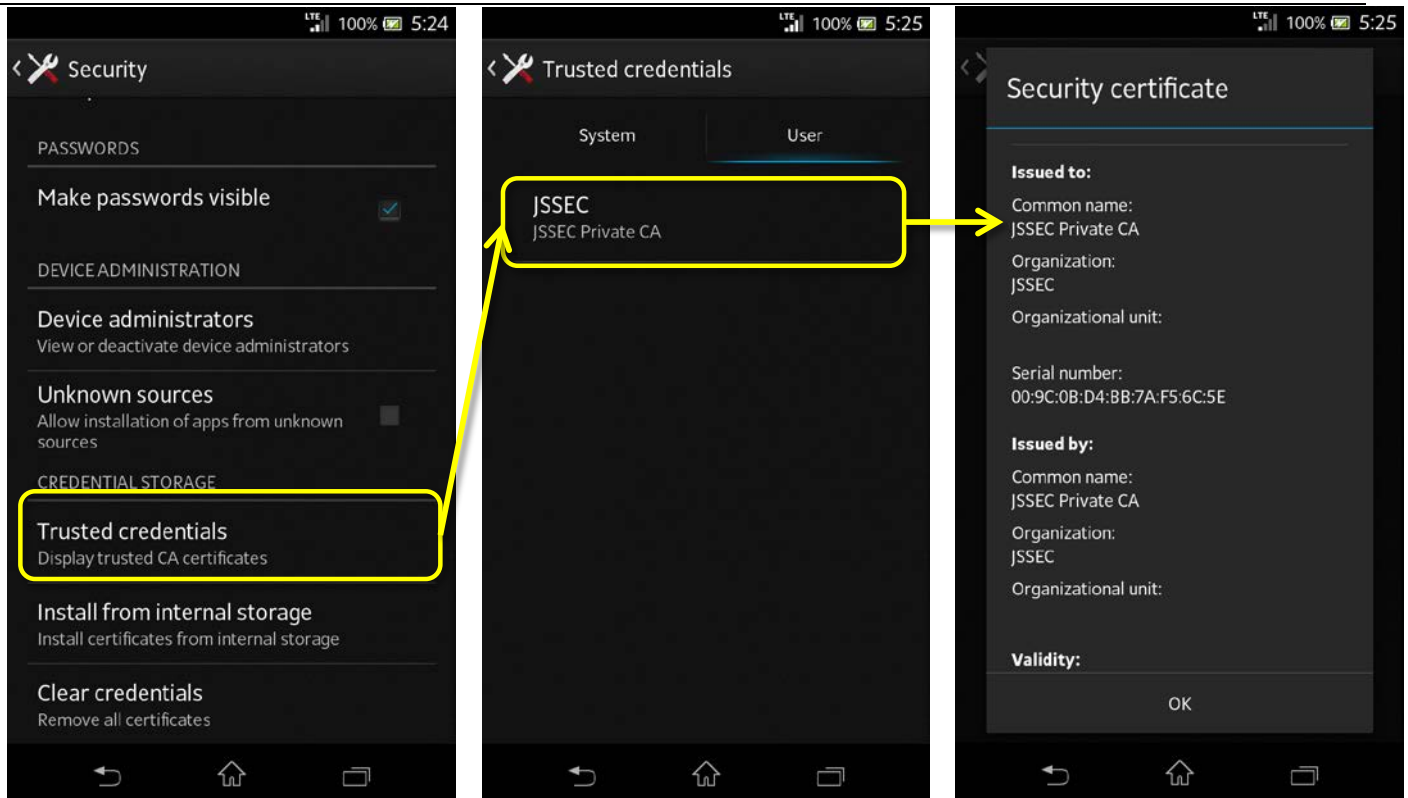 LTE 100% 5:24
Security
PASSWORDS
Make passwords visible
DEVICE ADMINISTRATION
Device administrators
View or deactivate device administrators
Unknown sources
Allow installation of apps from unknown
sources
CREDENTIAL STORAGE
Trusted credentials
Display trusted CA certificates
Install from internal storage
Install certificates from internal storage
Clear credentials
Remove all certificates
LTE 100% 5:25
Trusted credentials
System User
JSSEC
JSSEC Private CA
LTE 100% 5:25
Security certificate
Issued to:
Common name:
JSSEC Private CA
Organization:
JSSEC
Organizational unit:
Serial number:
00:9C:0B:D4:BB:7A:F5:6C:5E
Issued by:
Common name:
JSSEC Private CA
Organization:
JSSEC
Organizational unit:
Validity:
OK